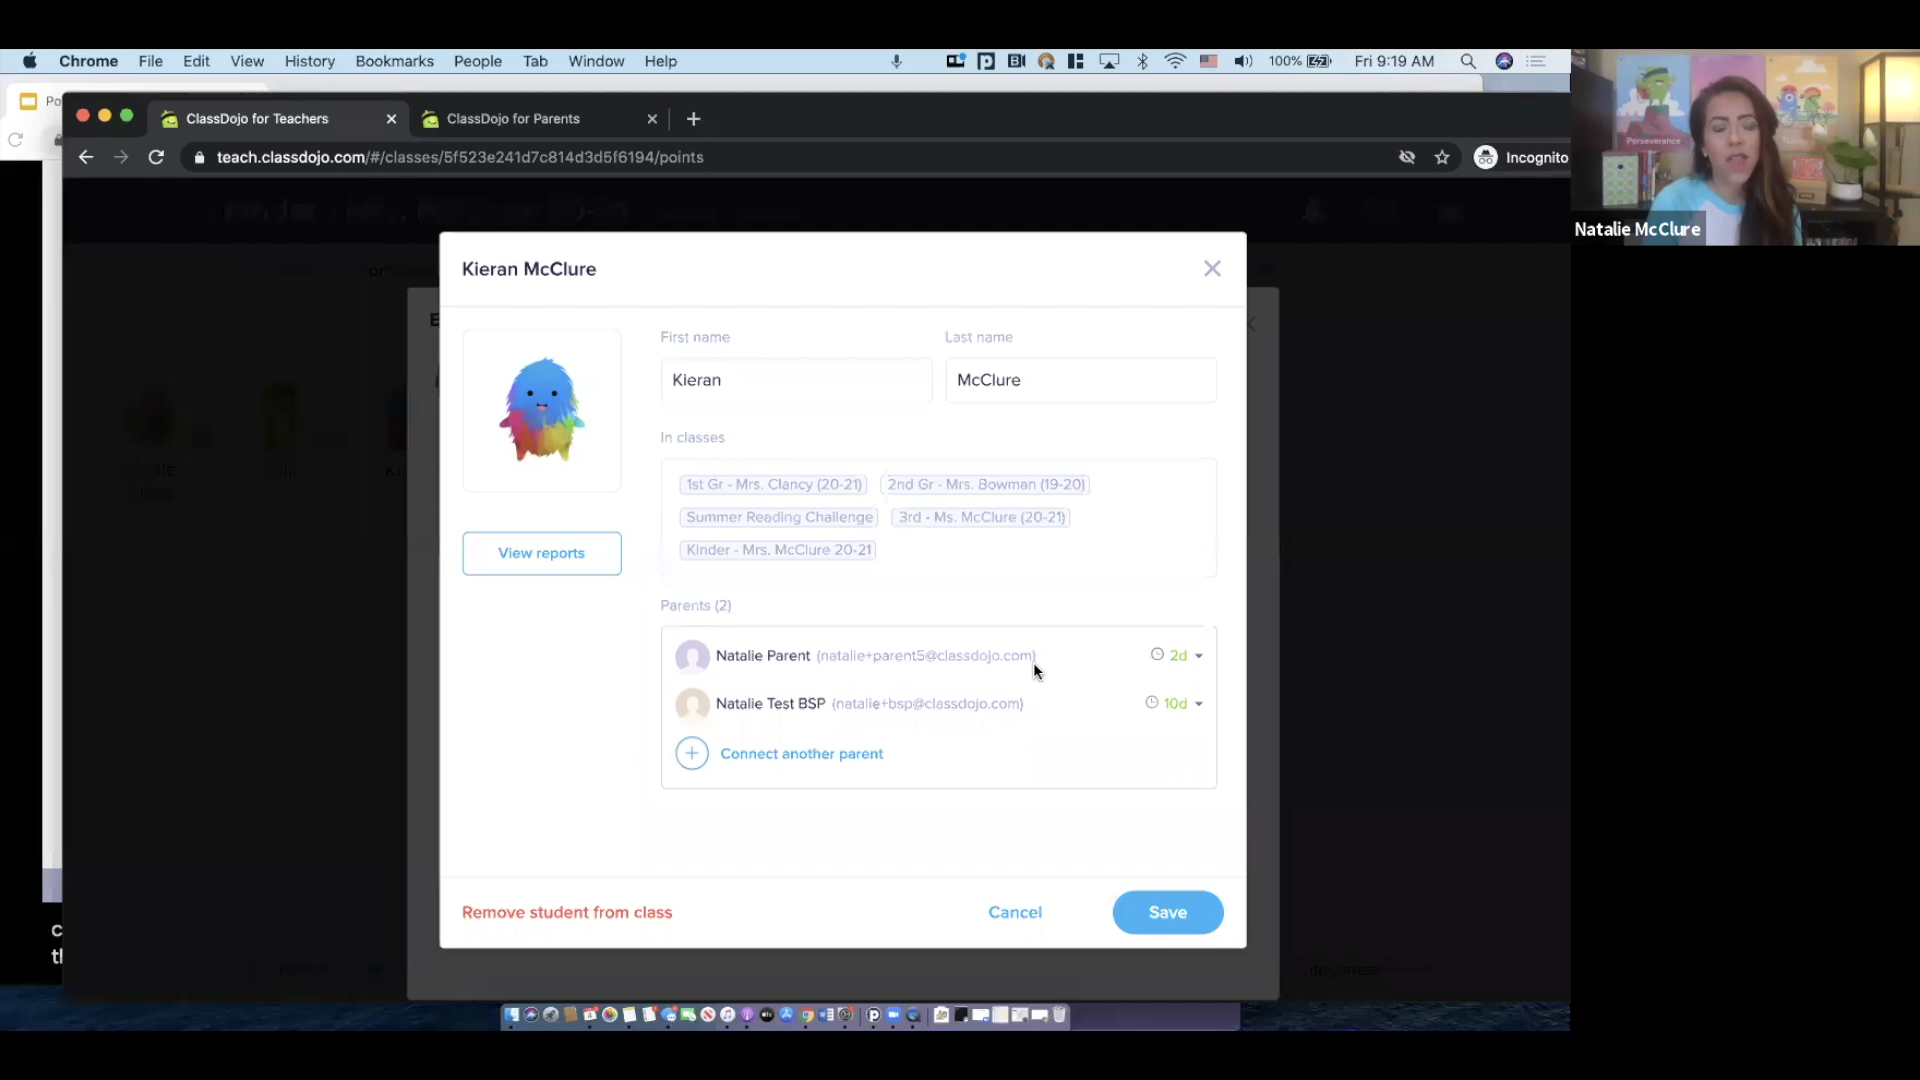 Chrome File Edit View History Bookmarks People Tab Window Help 100% Fri 9:19 AM
Po
ClassDojo for Teachers ClassDojo for Parents
teach.classdojo.com/#/classes/5f523e241d7c814d3d5f6194/points Incognito
Perseverance
Natalie McClure
Kieran McClure
First name Last name
Kieran McClure
In classes
1st Gr - Mrs. Clancy (20-21) 2nd Gr - Mrs. Bowman (19-20)
Summer Reading Challenge 3rd - Ms. McClure (20-21)
Kinder - Mrs. McClure 20-21
View reports
Parents (2)
Natalie Parent (natalie+parent5@classdojo.com) 2d
Natalie Test BSP (natalie+bsp@classdojo.com) 10d
Connect another parent
Remove student from class Cancel Save